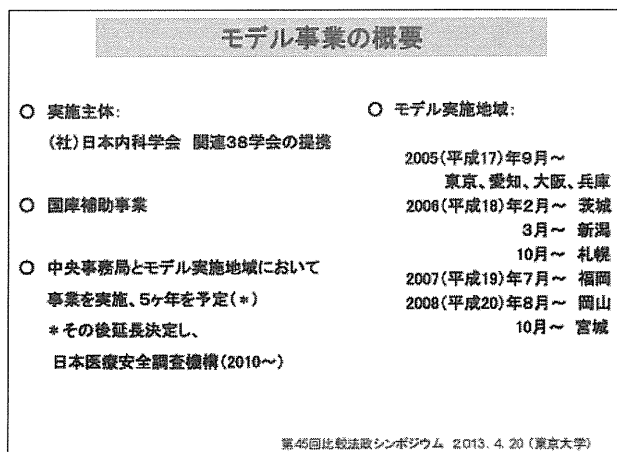 モデル事業の概要
○ 実施主体:
(社)日本内科学会 関連38学会の提携
○ 国庫補助事業
○ 中央事務局とモデル実施地域において
事業を実施、5ヶ年を予定(*)
*その後延長決定し、
日本医療安全調査機構(2010~)
○ モデル実施地域:
2005(平成17)年9月~
東京、愛知、大阪、兵庫
2006(平成18)年2月~ 茨城
3月~ 新潟
10月~ 札幌
2007(平成19)年7月~ 福岡
2008(平成20)年8月~ 岡山
10月~ 宮城
第45回比較法政シンポジウム 2013. 4. 20 (東京大学)